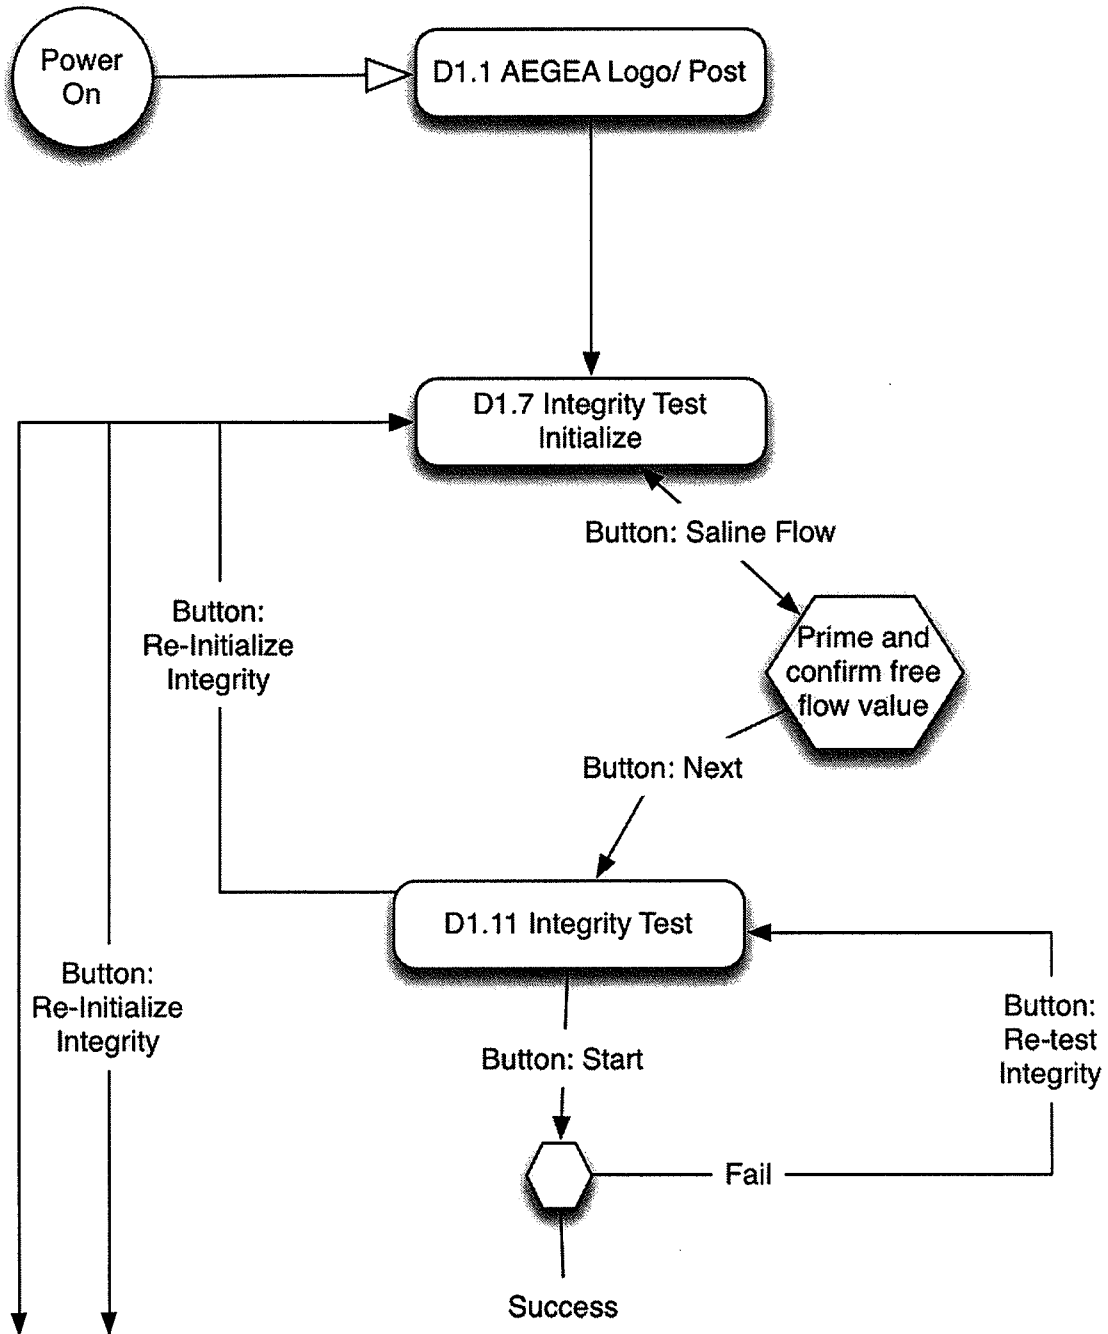 Power
On
D1.1 AEGEA Logo/ Post
D1.7 Integrity Test
Initialize
Button: Saline Flow
Button:
Re-Initialize
Integrity
Prime and
confirm free
flow value
Button: Next
D1.11 Integrity Test
Button:
Re-Initialize
Integrity
Button:
Re-test
Integrity
Button: Start
Fail
Success